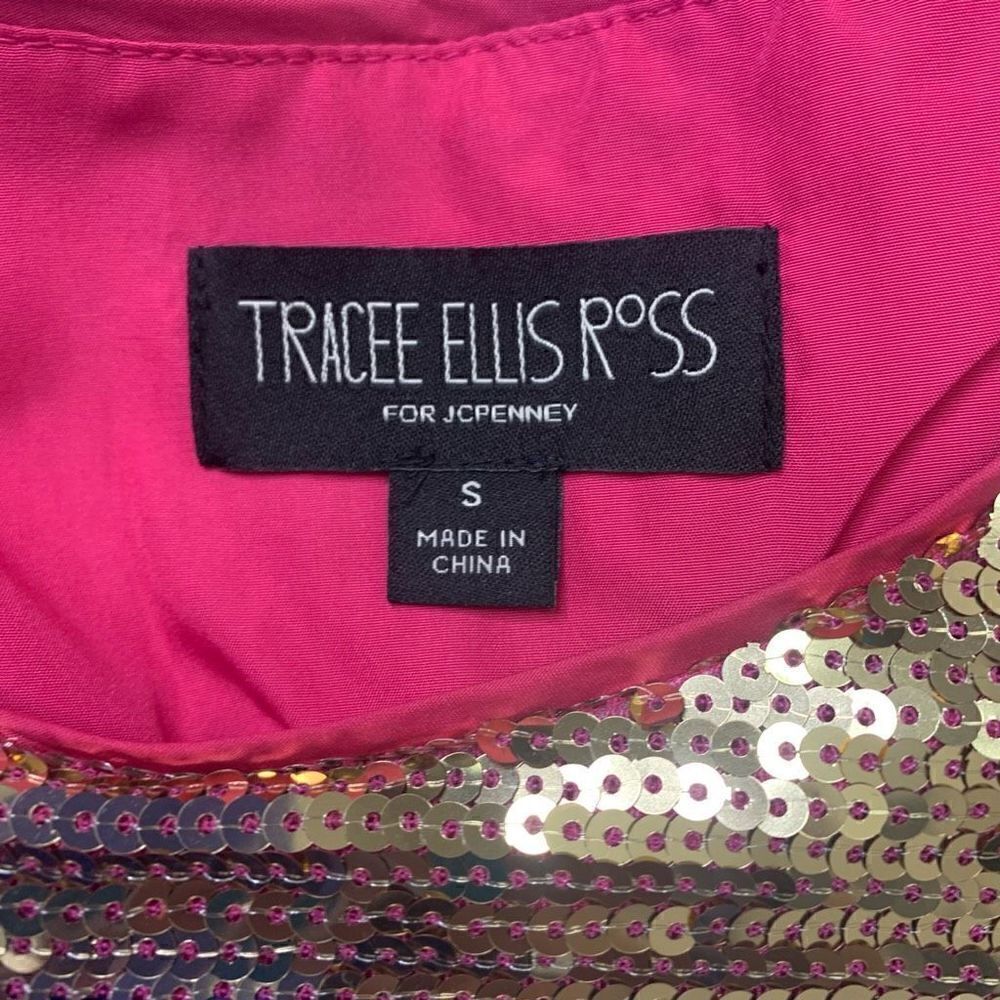 TRACEE ELLIS ROSS
FOR JCPENNEY
S
MADE IN
CHINA